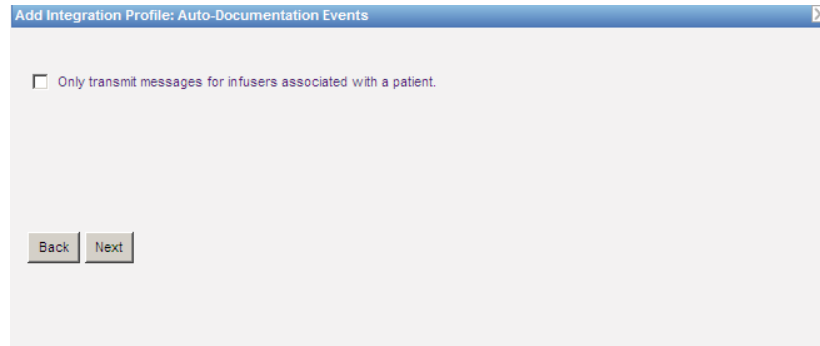 Add Integration Profile: Auto-Documentation Events
Only transmit messages for infusers associated with a patient.
Back Next